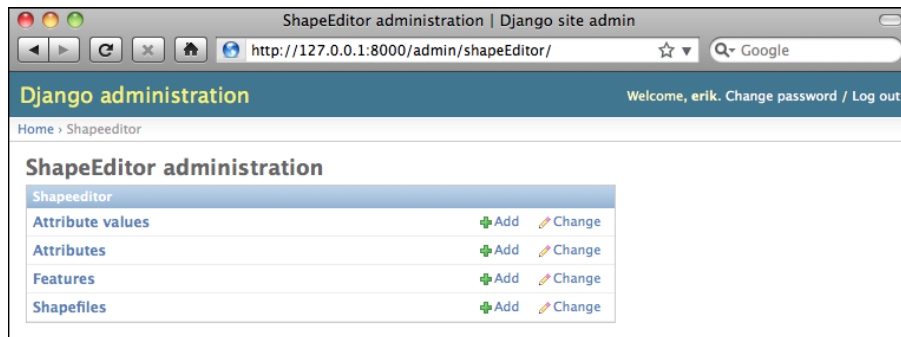 ShapeEditor administration | Django site admin
http://127.0.0.1:8000/admin/shapeEditor/
Google
Django administration
Welcome, erik. Change password / Log out
Home › Shapeeditor
ShapeEditor administration
Shapeeditor
Attribute values Add Change
Attributes Add Change
Features Add Change
Shapefiles Add Change